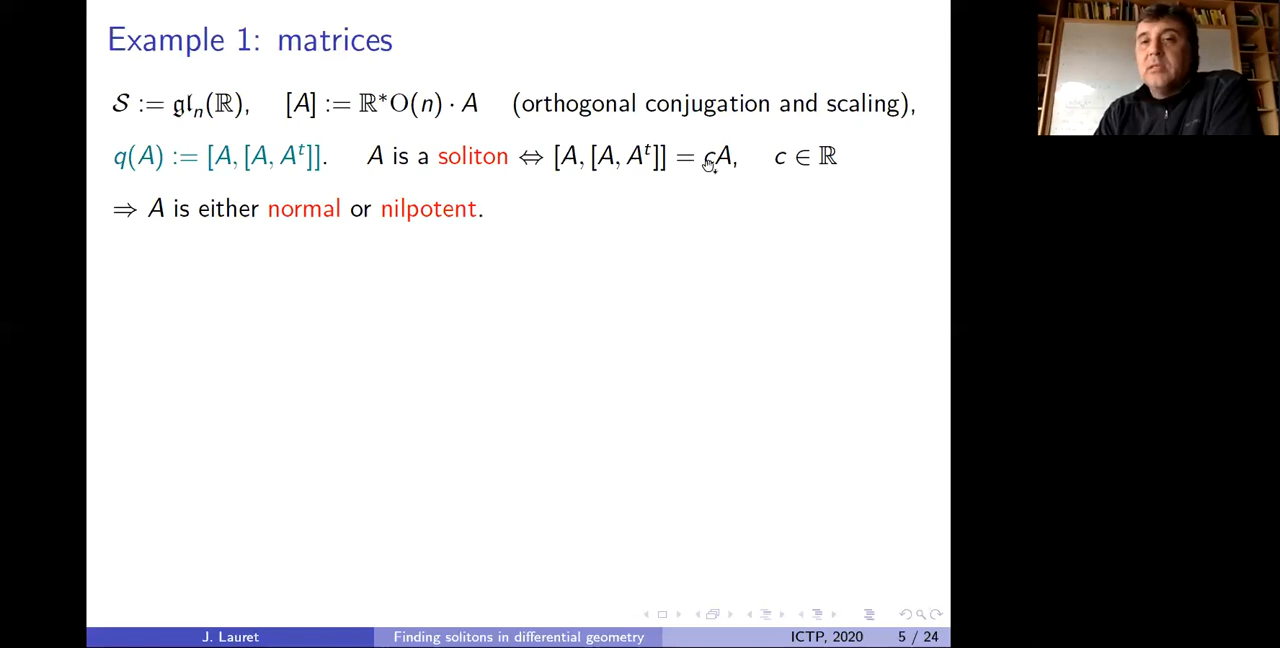 Example 1: matrices
𝒮 := 𝔤𝔩ₙ(ℝ), [A] := ℝ*O(n) · A (orthogonal conjugation and scaling),
q(A) := [A, [A, Aᵗ]]. A is a soliton ⇔ [A, [A, Aᵗ]] = cA, c ∈ ℝ
⇒ A is either normal or nilpotent.
J. Lauret Finding solitons in differential geometry ICTP, 2020 5 / 24